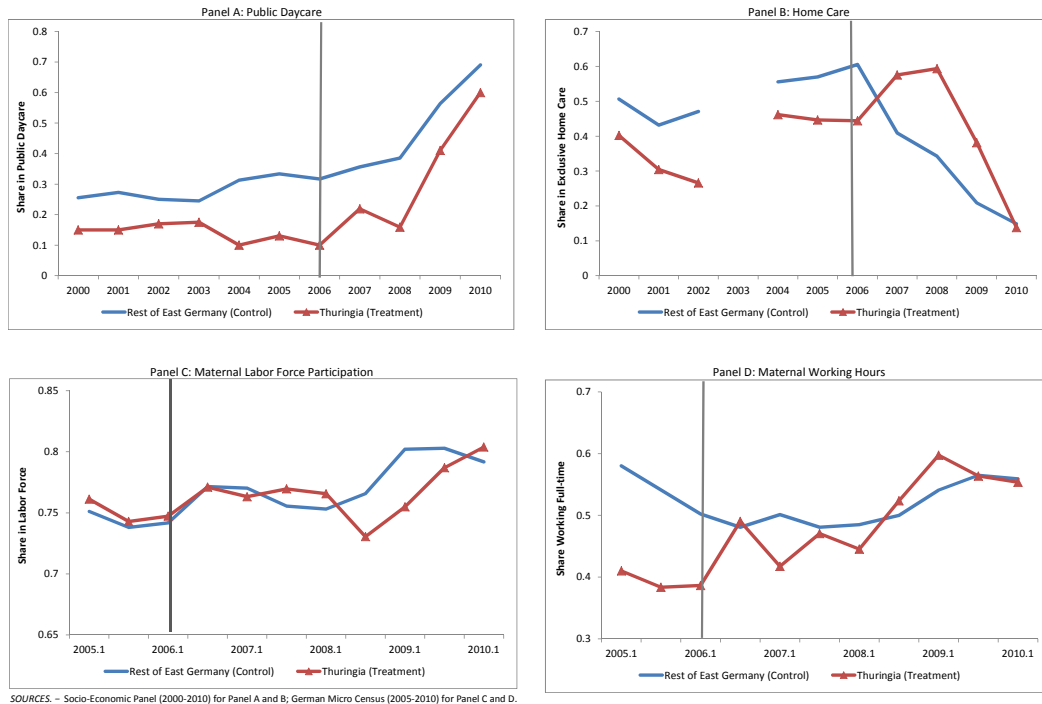 Panel A: Public Daycare
0.8
0.7
0.6
0.5
0.4
0.3
0.2
0.1
0
Share in Public Daycare
2000 2001 2002 2003 2004 2005 2006 2007 2008 2009 2010
Rest of East Germany (Control) Thuringia (Treatment)
Panel B: Home Care
0.7
0.6
0.5
0.4
0.3
0.2
0.1
0
Share in Exclusive Home Care
2000 2001 2002 2004 2005 2006 2007 2008 2009 2010
Rest of East Germany (Control) Thuringia (Treatment)
Panel C: Maternal Labor Force Participation
0.85
0.8
0.75
0.7
0.65
Share in Labor Force
2005.1 2006.1 2007.1 2008.1 2009.1 2010.1
Rest of East Germany (Control) Thuringia (Treatment)
Panel D: Maternal Working Hours
0.7
0.6
0.5
0.4
0.3
Share Working Full-time
2005.1 2006.1 2007.1 2008.1 2009.1 2010.1
Rest of East Germany (Control) Thuringia (Treatment)
SOURCES. – Socio-Economic Panel (2000-2010) for Panel A and B; German Micro Census (2005-2010) for Panel C and D.